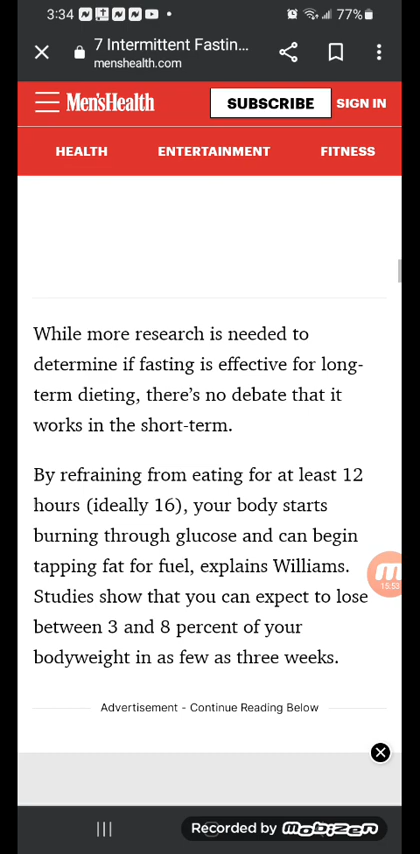 3:34 77%
7 Intermittent Fastin...
menshealth.com
Men'sHealth SUBSCRIBE SIGN IN
HEALTH ENTERTAINMENT FITNESS
While more research is needed to
determine if fasting is effective for long-
term dieting, there's no debate that it
works in the short-term.
By refraining from eating for at least 12
hours (ideally 16), your body starts
burning through glucose and can begin
tapping fat for fuel, explains Williams.
15:53
Studies show that you can expect to lose
between 3 and 8 percent of your
bodyweight in as few as three weeks.
Advertisement - Continue Reading Below
Recorded by mobizen